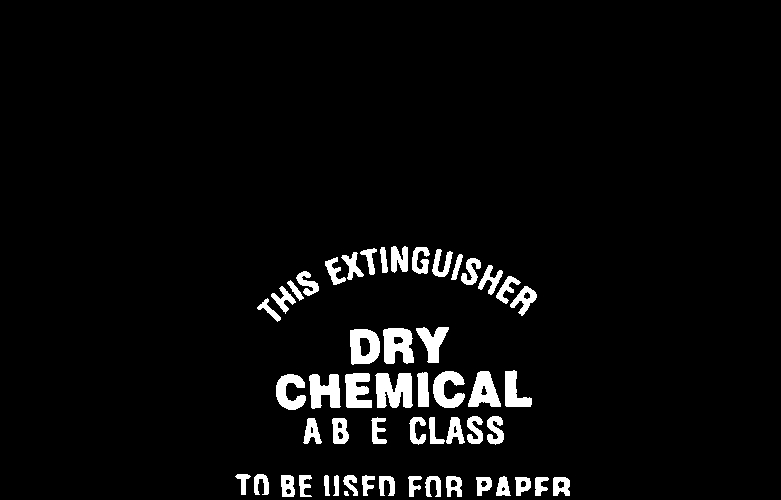 THIS EXTINGUISHER
DRY
CHEMICAL
A B E CLASS
TO BE USED FOR PAPER